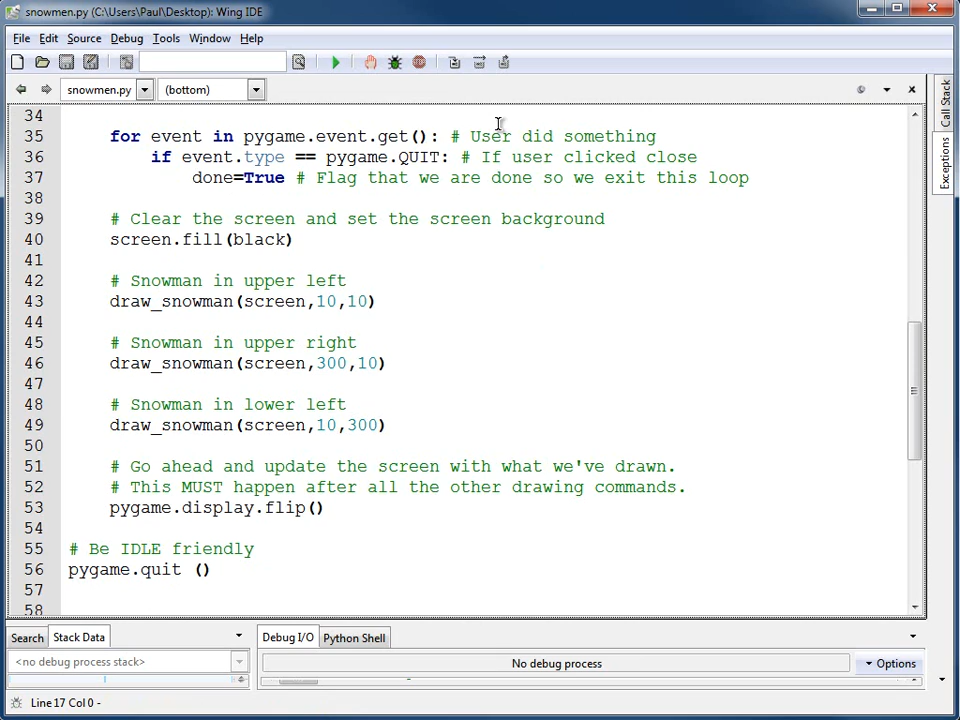 snowmen.py (C:\Users\Paul\Desktop): Wing IDE
File Edit Source Debug Tools Window Help
snowmen.py (bottom)
34
35 for event in pygame.event.get(): # User did something
36 if event.type == pygame.QUIT: # If user clicked close
37 done=True # Flag that we are done so we exit this loop
38
39 # Clear the screen and set the screen background
40 screen.fill(black)
41
42 # Snowman in upper left
43 draw_snowman(screen,10,10)
44
45 # Snowman in upper right
46 draw_snowman(screen,300,10)
47
48 # Snowman in lower left
49 draw_snowman(screen,10,300)
50
51 # Go ahead and update the screen with what we've drawn.
52 # This MUST happen after all the other drawing commands.
53 pygame.display.flip()
54
55 # Be IDLE friendly
56 pygame.quit ()
57
58
Call Stack
Exceptions
Search Stack Data
<no debug process stack>
Debug I/O Python Shell
No debug process
Options
Line 17 Col 0 -